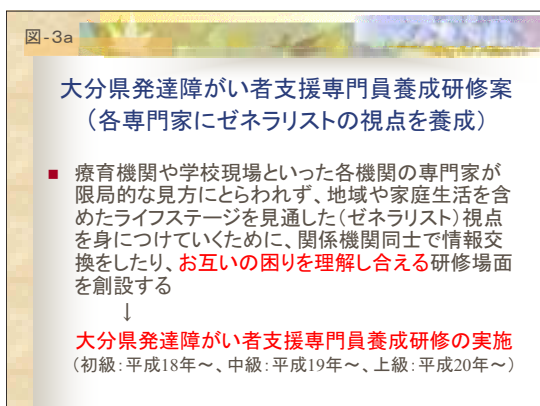 図-3a
大分県発達障がい者支援専門員養成研修案
（各専門家にゼネラリストの視点を養成）
■ 療育機関や学校現場といった各機関の専門家が
限局的な見方にとらわれず、地域や家庭生活を含
めたライフステージを見通した（ゼネラリスト）視点
を身につけていくために、関係機関同士で情報交
換をしたり、お互いの困りを理解し合える研修場面
を創設する
↓
大分県発達障がい者支援専門員養成研修の実施
（初級：平成18年～、中級：平成19年～、上級：平成20年～）